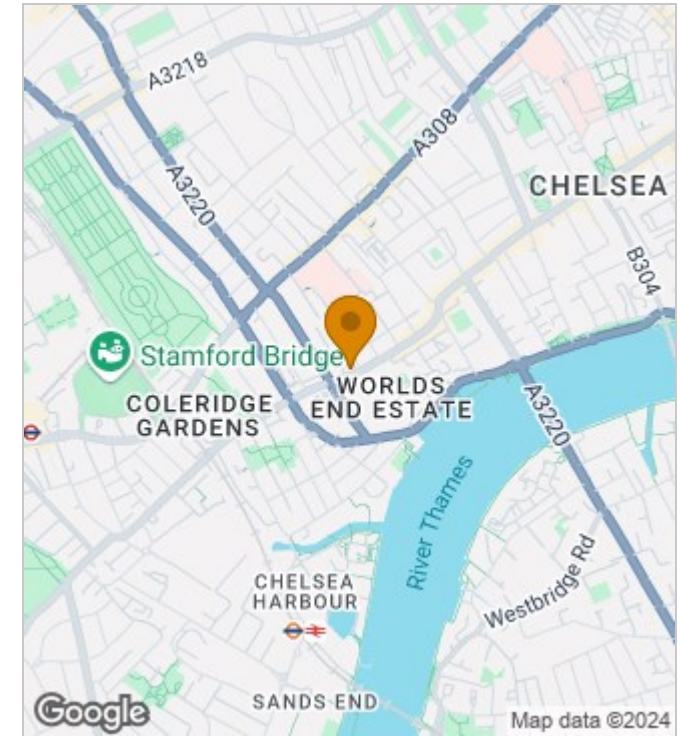 A3218
A308
A3220
CHELSEA
B304
Stamford Bridge
WORLDS
END ESTATE
COLERIDGE
GARDENS
A3220
River Thames
Westbridge Rd
CHELSEA
HARBOUR
SANDS END
Google
Map data ©2024